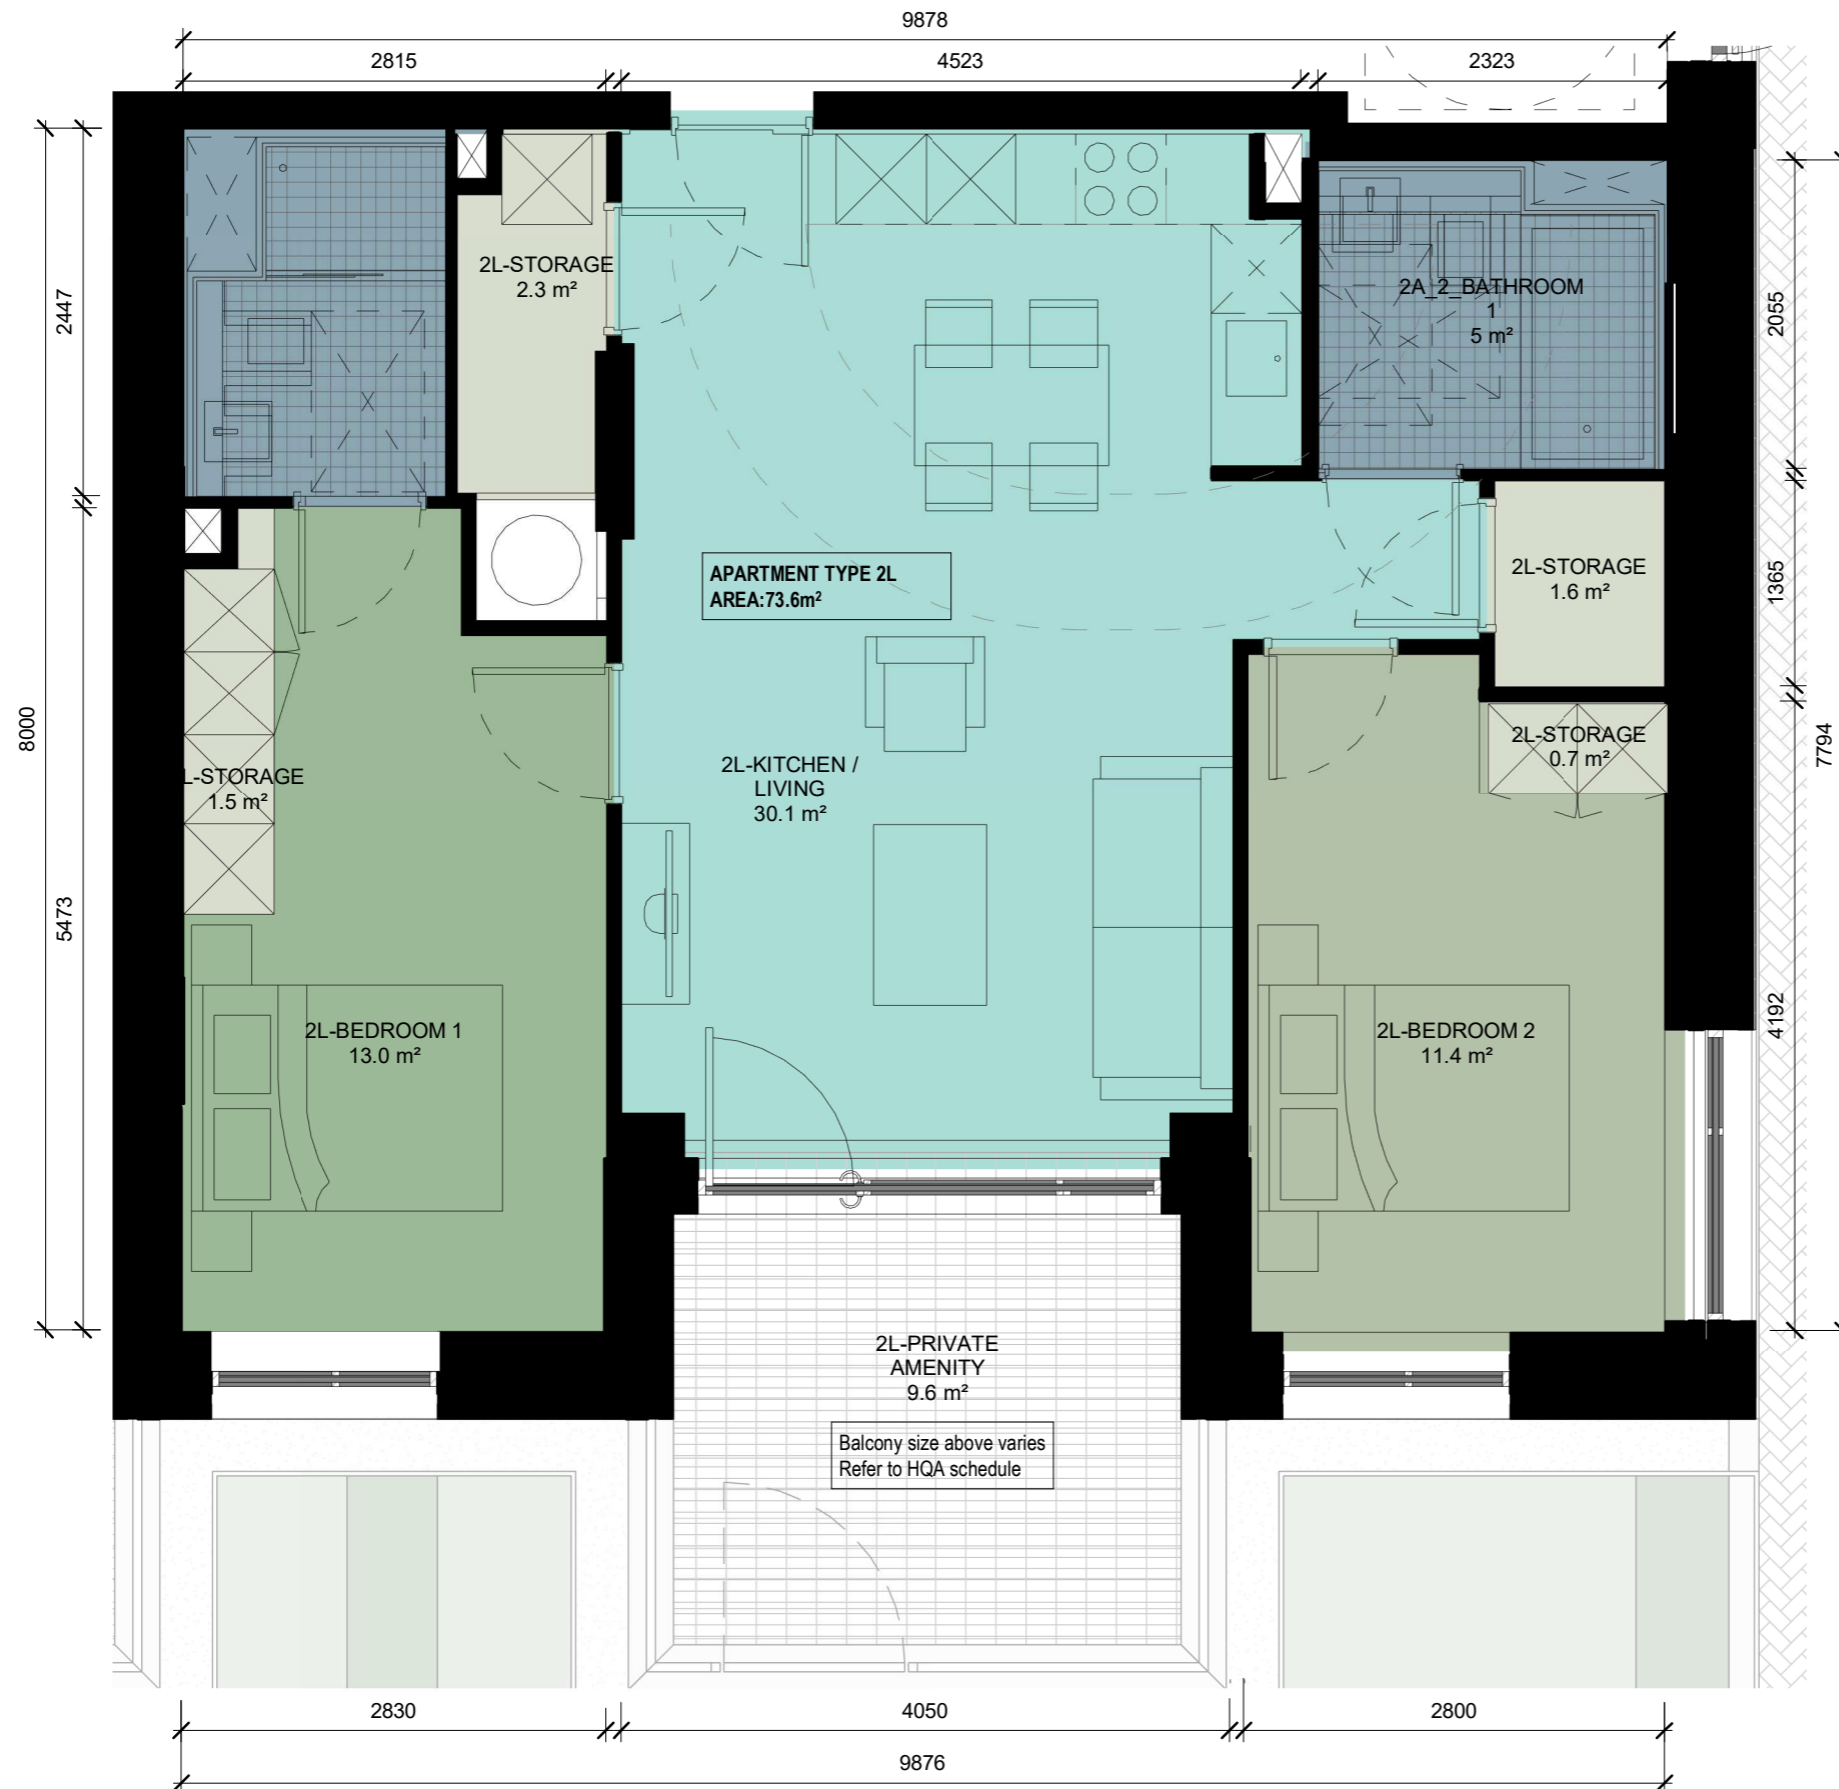 9878
2815
4523
2323
2L-STORAGE
2.3 m²
2A_2_BATHROOM
1
5 m²
2447
2055
APARTMENT TYPE 2L
AREA:73.6m²
2L-STORAGE
1.6 m²
1365
8000
7794
2L-STORAGE
0.7 m²
L-STORAGE
1.5 m²
2L-KITCHEN /
LIVING
30.1 m²
5473
4192
2L-BEDROOM 1
13.0 m²
2L-BEDROOM 2
11.4 m²
2L-PRIVATE
AMENITY
9.6 m²
Balcony size above varies
Refer to HQA schedule
2830
4050
2800
9876